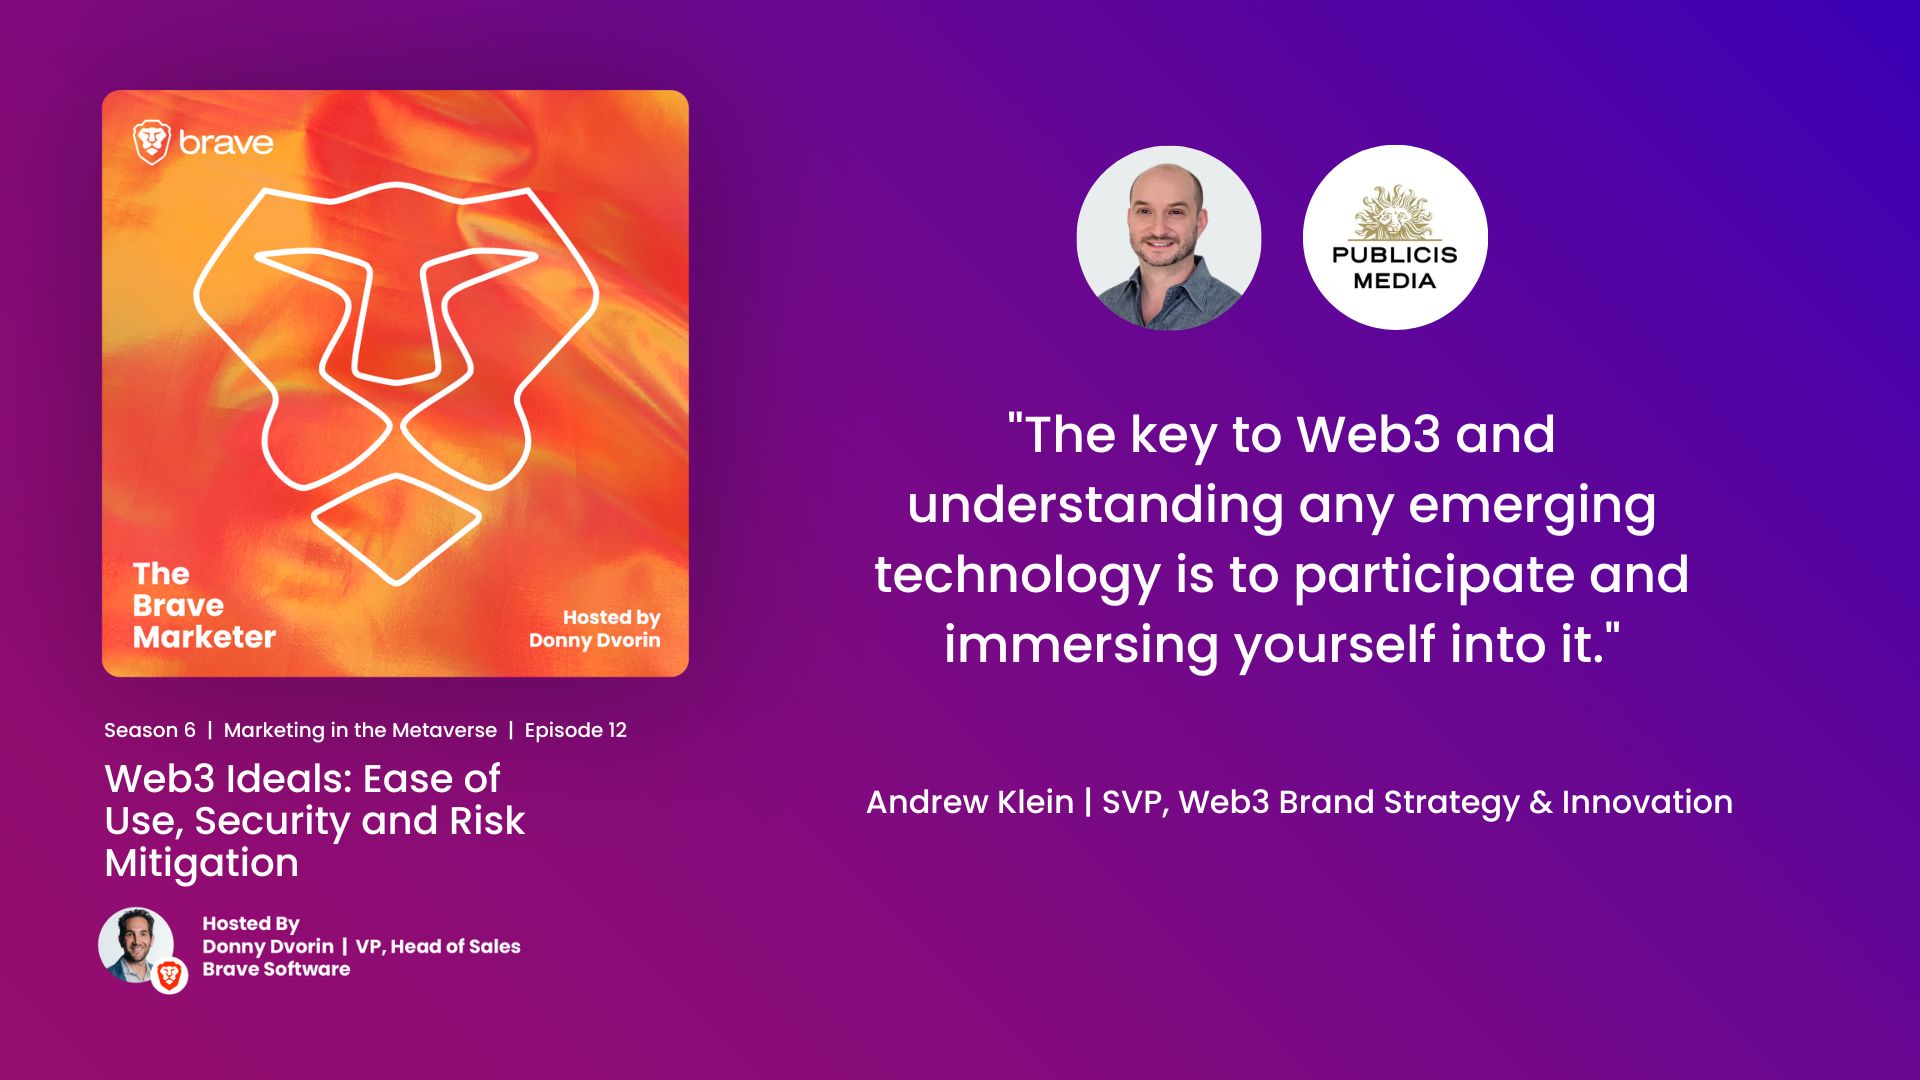 brave
The
Brave
Marketer
Hosted by
Donny Dvorin
Season 6 | Marketing in the Metaverse | Episode 12
Web3 Ideals: Ease of
Use, Security and Risk
Mitigation
Hosted By
Donny Dvorin | VP, Head of Sales
Brave Software
PUBLICIS
MEDIA
"The key to Web3 and
understanding any emerging
technology is to participate and
immersing yourself into it."
Andrew Klein | SVP, Web3 Brand Strategy & Innovation